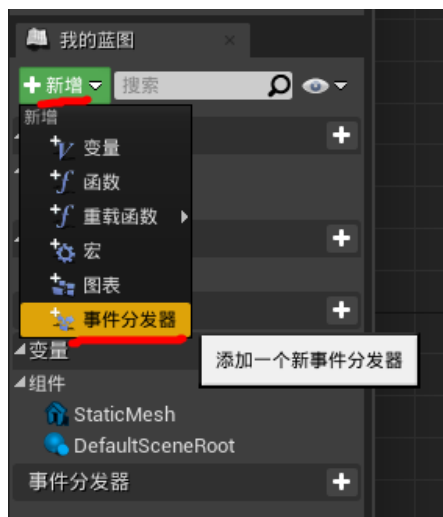 我的蓝图
新增 搜索
新增
变量
函数
重载函数
宏
图表
事件分发器
添加一个新事件分发器
变量
组件
StaticMesh
DefaultSceneRoot
事件分发器